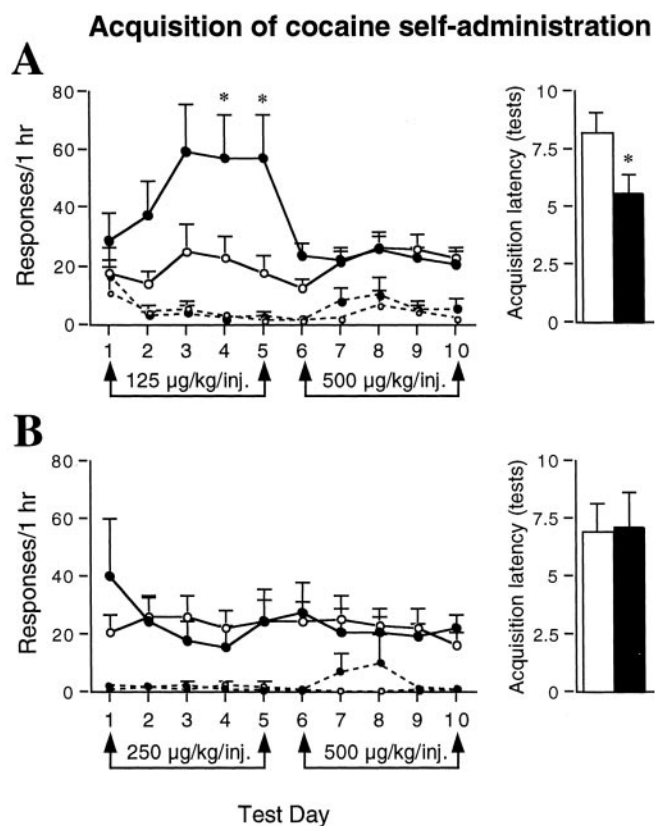 Acquisition of cocaine self-administration
A
80
60
40
20
0
Responses/1 hr
* *
1 2 3 4 5 6 7 8 9 10
125 µg/kg/inj. 500 µg/kg/inj.
10
7.5
5
2.5
0
Acquisition latency (tests)
*
B
80
60
40
20
0
Responses/1 hr
1 2 3 4 5 6 7 8 9 10
250 µg/kg/inj. 500 µg/kg/inj.
10
7.5
5
2.5
0
Acquisition latency (tests)
Test Day